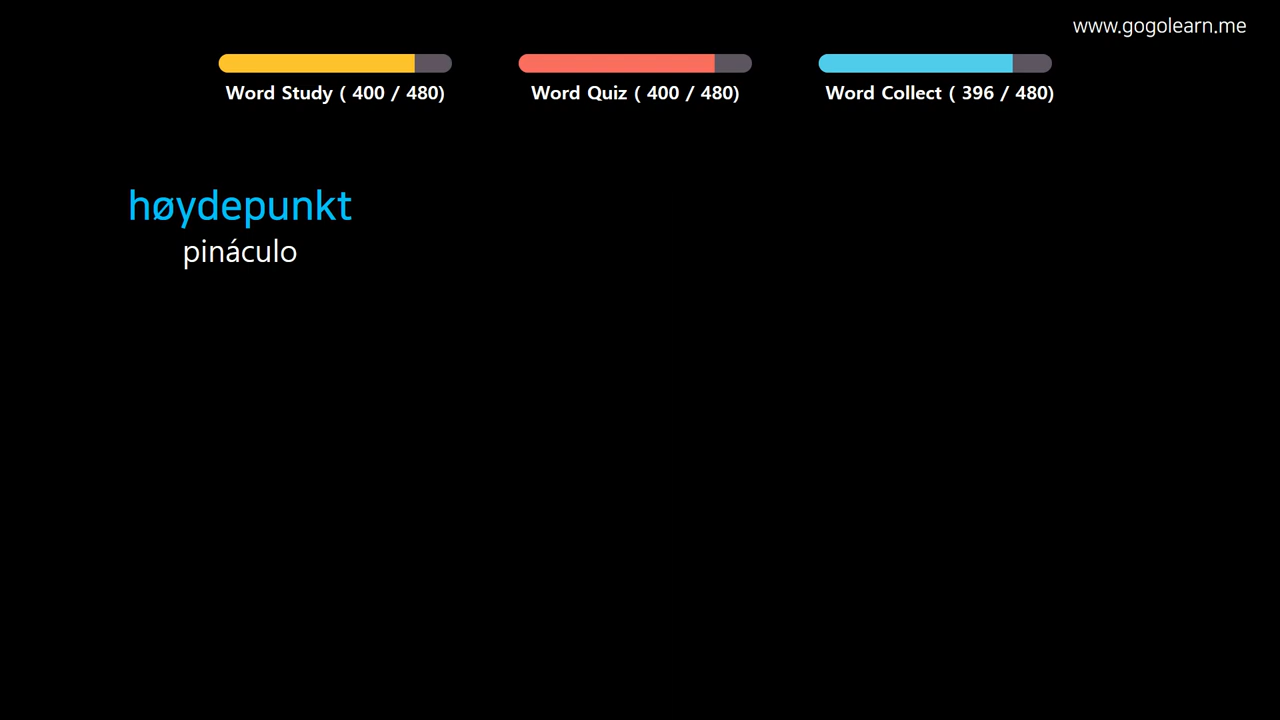 www.gogolearn.me
Word Study ( 400 / 480)
Word Quiz ( 400 / 480)
Word Collect ( 396 / 480)
høydepunkt
pináculo